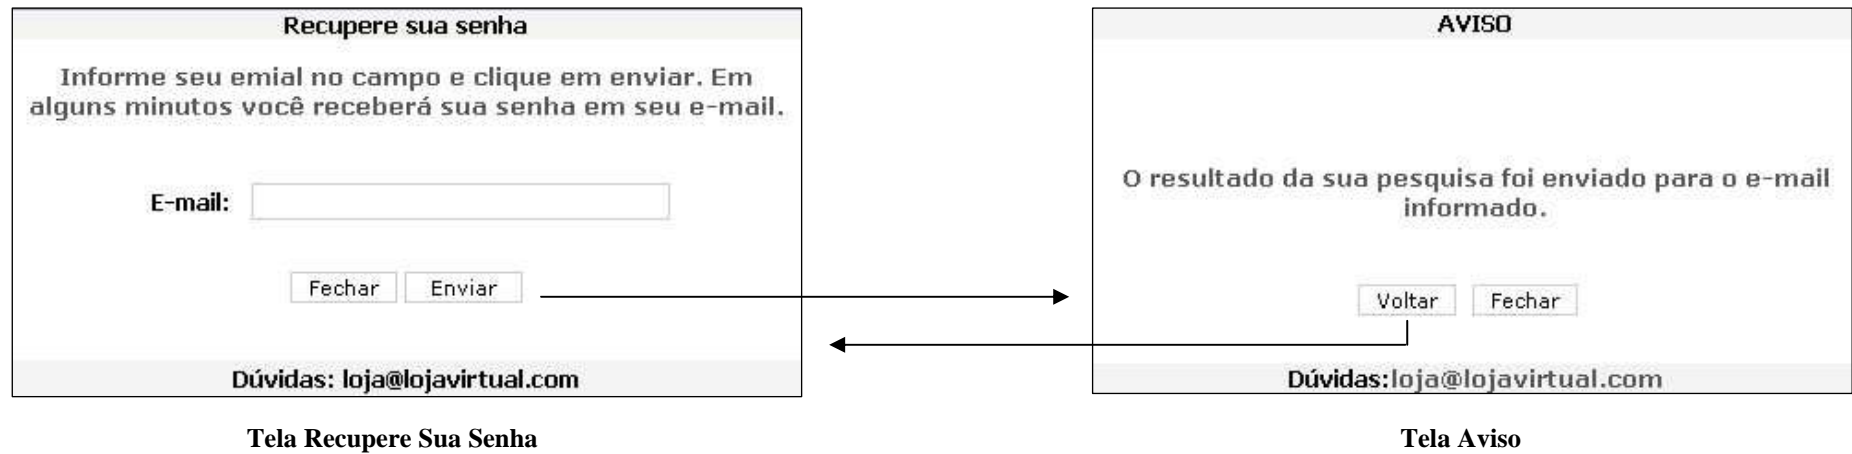 Recupere sua senha
Informe seu emial no campo e clique em enviar. Em
alguns minutos você receberá sua senha em seu e-mail.
E-mail:
Fechar
Enviar
Dúvidas: loja@lojavirtual.com
Tela Recupere Sua Senha
AVISO
O resultado da sua pesquisa foi enviado para o e-mail
informado.
Voltar
Fechar
Dúvidas:loja@lojavirtual.com
Tela Aviso